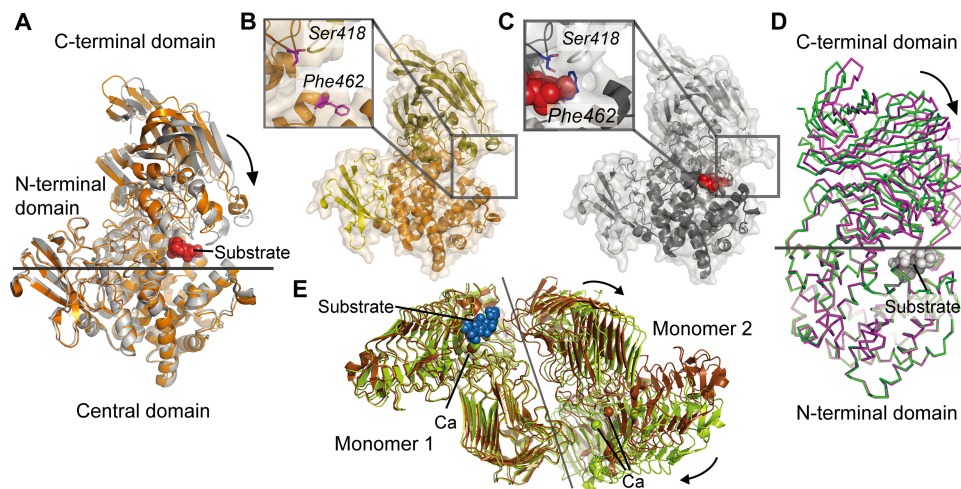 A
C-terminal domain
N-terminal
domain
Substrate
Central domain
B
Ser418
Phe462
C
Ser418
Phe462
D
C-terminal domain
Substrate
N-terminal domain
E
Substrate
Monomer 2
Ca
Monomer 1
Ca